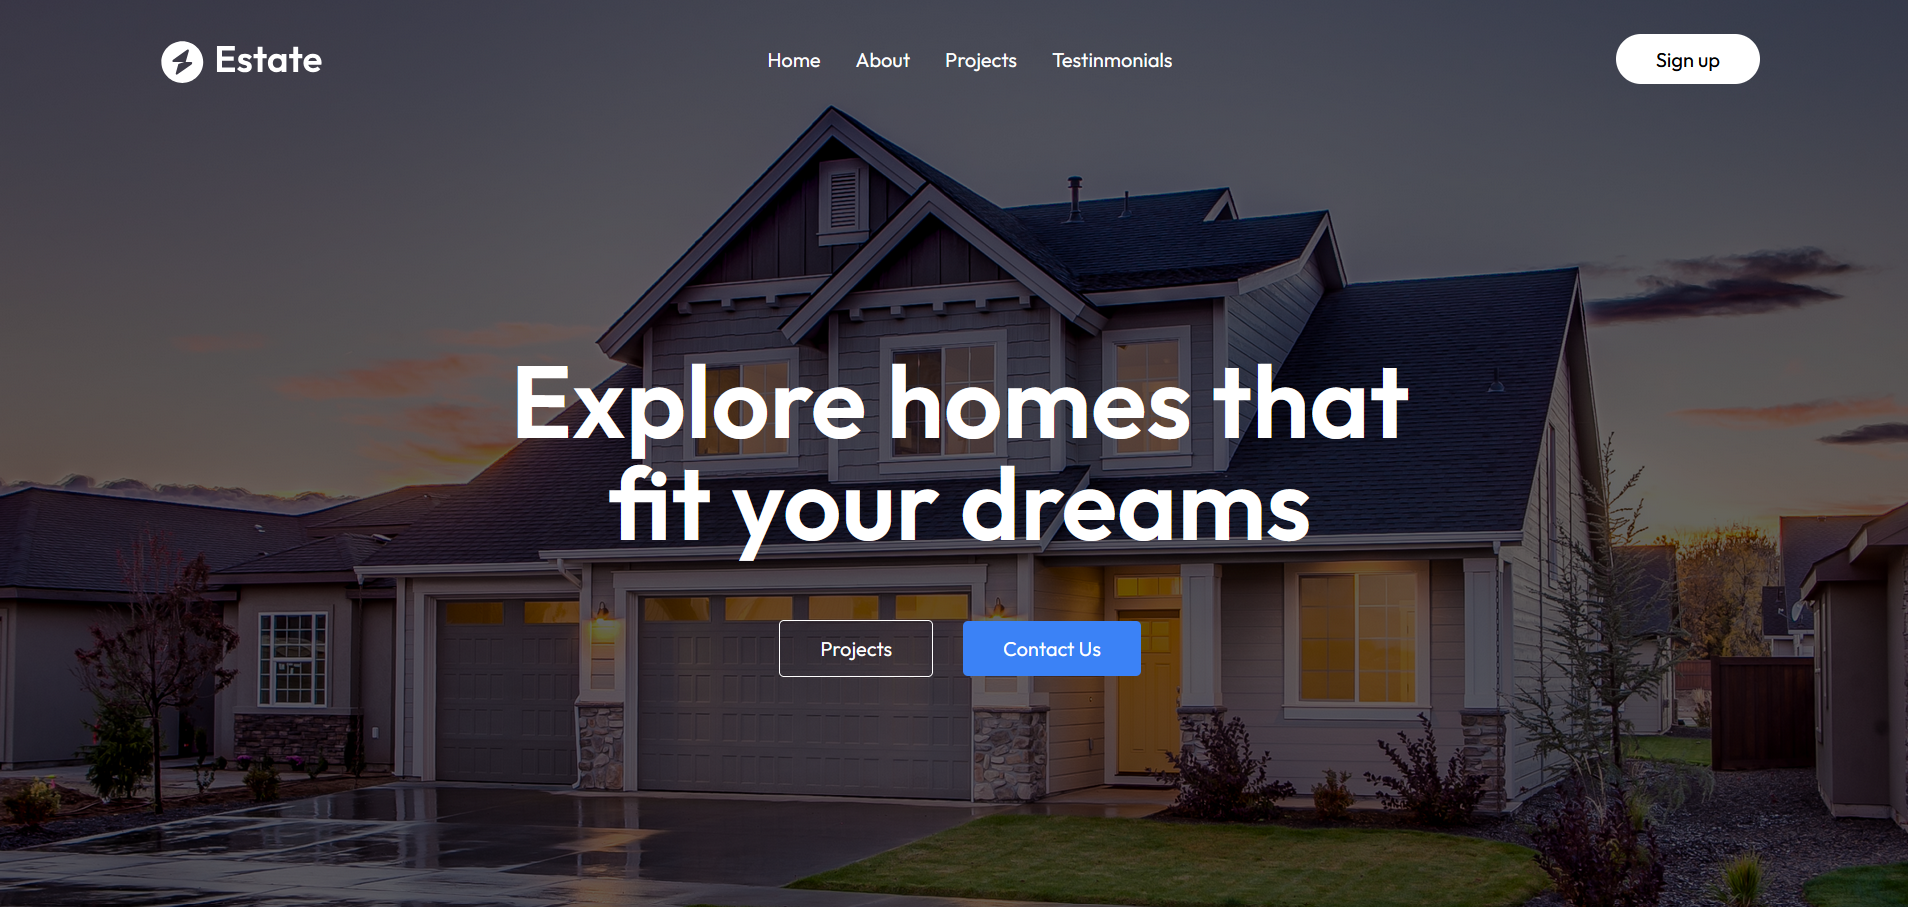 Estate
Home About Projects Testinmonials
Sign up
Explore homes that
fit your dreams
Projects Contact Us